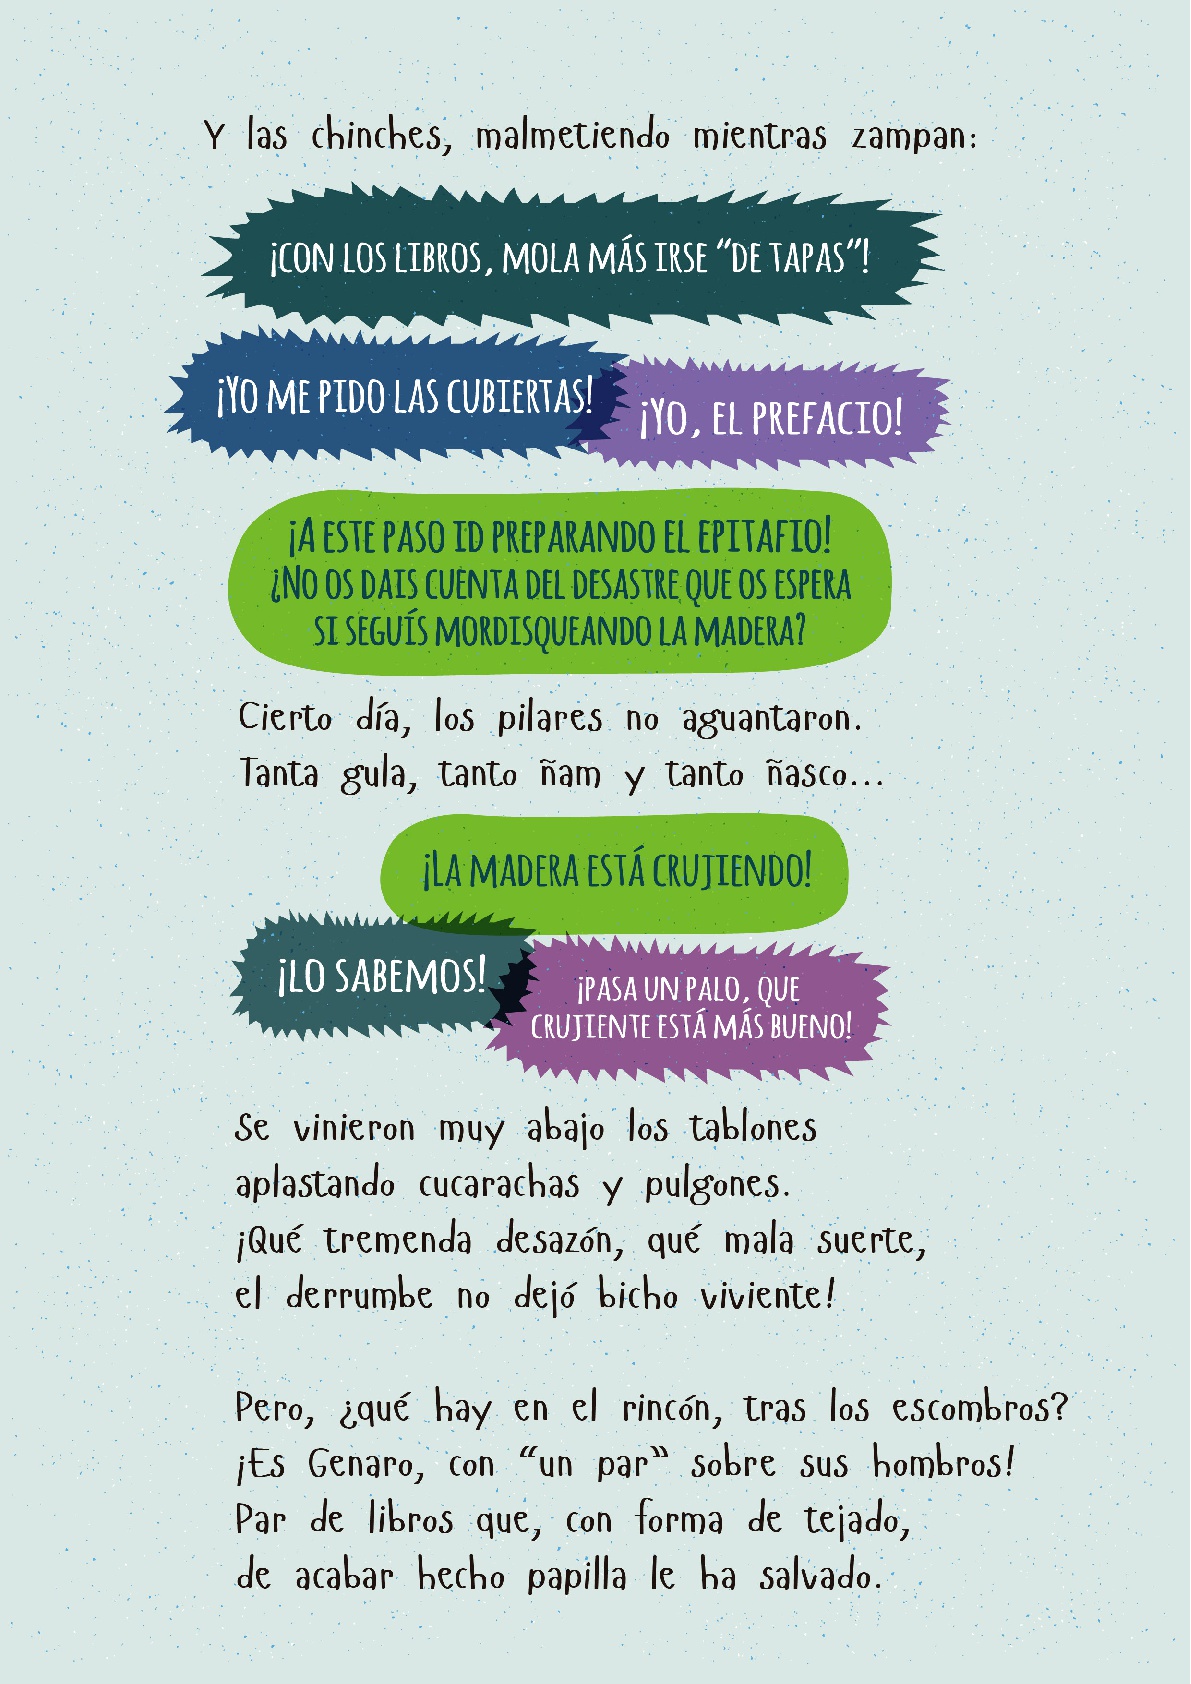 Y las chinches, malmetiendo mientras zampan:
¡CON LOS LIBROS, MOLA MÁS IRSE “DE TAPAS”!
¡YO ME PIDO LAS CUBIERTAS!
¡YO, EL PREFACIO!
¡A ESTE PASO ID PREPARANDO EL EPITAFIO!
¿NO OS DAIS CUENTA DEL DESASTRE QUE OS ESPERA
SI SEGUÍS MORDISQUEANDO LA MADERA?
Cierto día, los pilares no aguantaron.
Tanta gula, tanto ñam y tanto ñasco...
¡LA MADERA ESTÁ CRUJIENDO!
¡LO SABEMOS!
¡PASA UN PALO, QUE
CRUJIENTE ESTÁ MÁS BUENO!
Se vinieron muy abajo los tablones
aplastando cucarachas y pulgones.
¡Qué tremenda desazón, qué mala suerte,
el derrumbe no dejó bicho viviente!
Pero, ¿qué hay en el rincón, tras los escombros?
¡Es Genaro, con “un par” sobre sus hombros!
Par de libros que, con forma de tejado,
de acabar hecho papilla le ha salvado.